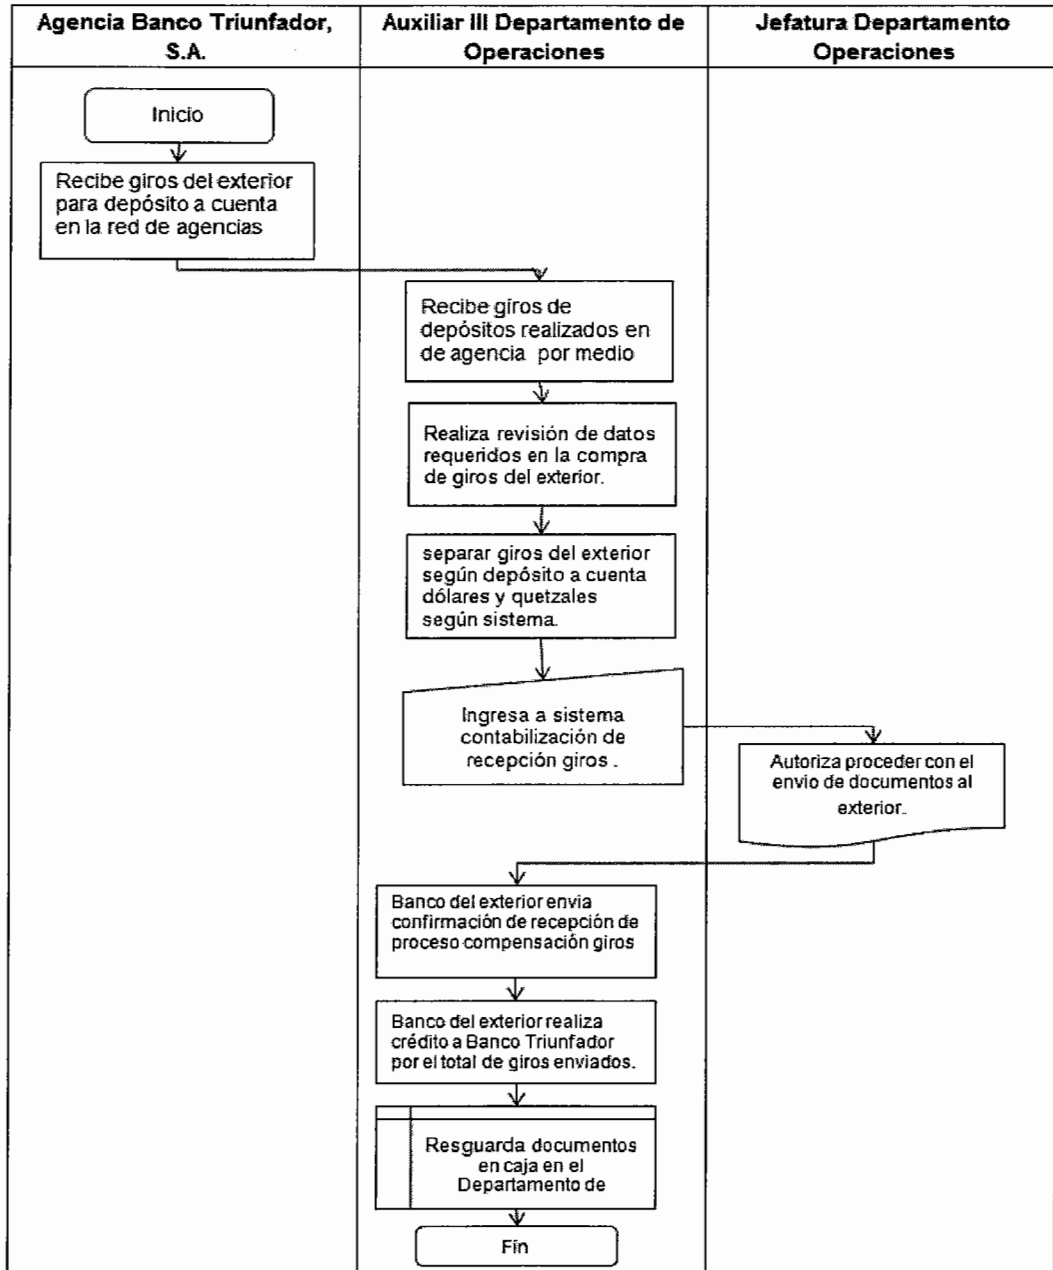 Agencia Banco Triunfador,
S.A.
Auxiliar III Departamento de
Operaciones
Jefatura Departamento
Operaciones
Inicio
Recibe giros del exterior
para depósito a cuenta
en la red de agencias
Recibe giros de
depósitos realizados en
de agencia por medio
Realiza revisión de datos
requeridos en la compra
de giros del exterior.
separar giros del exterior
según depósito a cuenta
dólares y quetzales
según sistema.
Ingresa a sistema
contabilización de
recepción giros .
Autoriza proceder con el
envio de documentos al
exterior.
Banco del exterior envia
confirmación de recepción de
proceso compensación giros
Banco del exterior realiza
crédito a Banco Triunfador
por el total de giros enviados.
Resguarda documentos
en caja en el
Departamento de
Fin